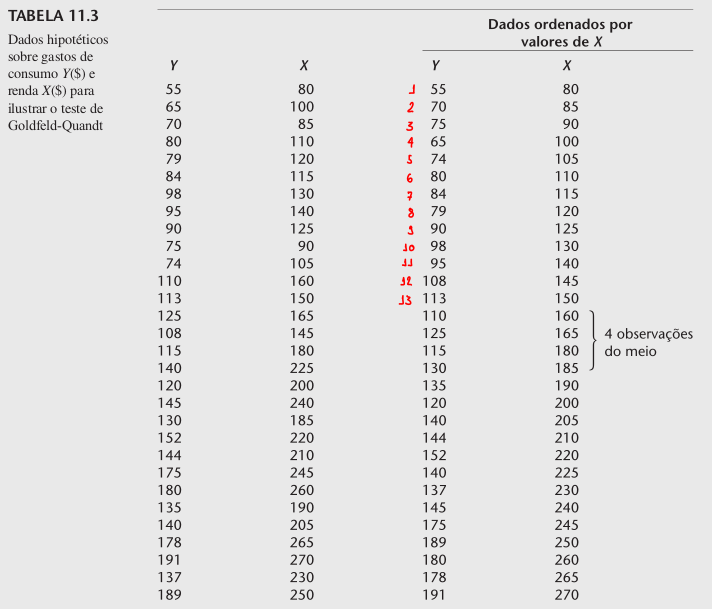 TABELA 11.3
Dados hipotéticos
sobre gastos de
consumo Y($) e
renda X($) para
ilustrar o teste de
Goldfeld-Quandt
Dados ordenados por
valores de X
Y X Y X
55 80 1 55 80
65 100 2 70 85
70 85 3 75 90
80 110 4 65 100
79 120 5 74 105
84 115 6 80 110
98 130 7 84 115
95 140 8 79 120
90 125 9 90 125
75 90 10 98 130
74 105 11 95 140
110 160 12 108 145
113 150 13 113 150
125 165 110 160
108 145 125 165
115 180 115 180
140 225 130 185
4 observações
do meio
120 200 135 190
145 240 120 200
130 185 140 205
152 220 144 210
144 210 152 220
175 245 140 225
180 260 137 230
135 190 145 240
140 205 175 245
178 265 189 250
191 270 180 260
137 230 178 265
189 250 191 270